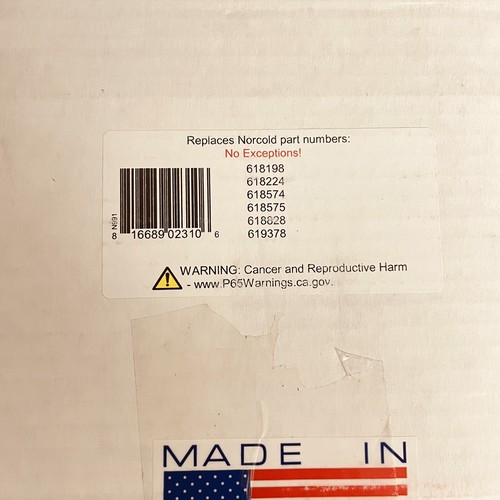 Replaces Norcold part numbers:
No Exceptions!
618198
618224
618574
618575
618828
619378
N991
8 16689 02310 6
WARNING: Cancer and Reproductive Harm
- www.P65Warnings.ca.gov.
MADE IN